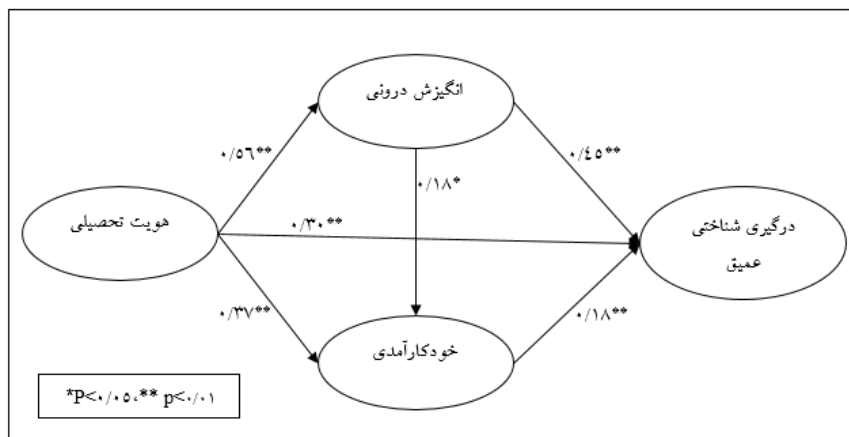 انگیزش درونی
۰/۵۶**
۰/۴۵**
۰/۱۸*
هویت تحصیلی
۰/۳۰**
درگیری شناختی
عمیق
۰/۳۷**
۰/۱۸**
خودکارآمدی
*P<۰/۰۵،** p<۰/۰۱